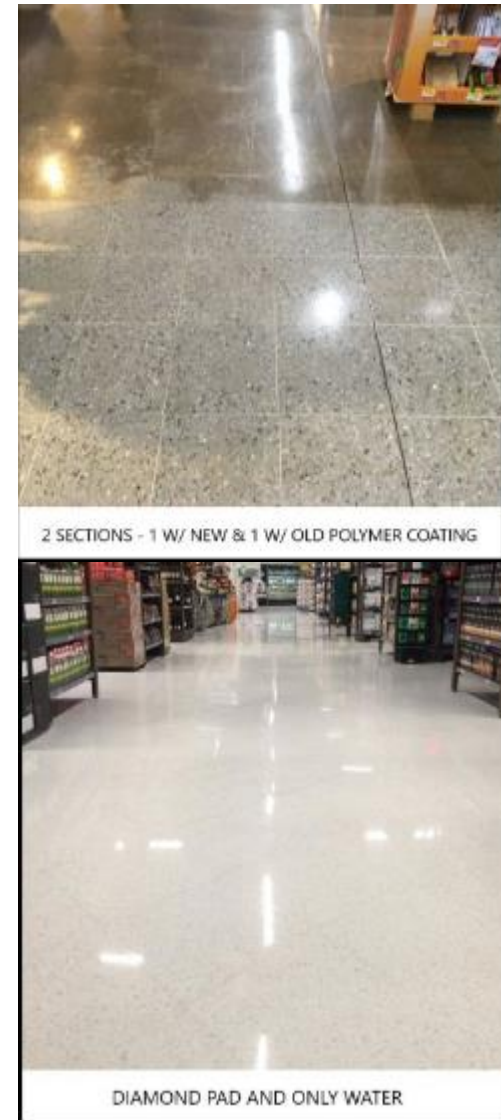 2 SECTIONS - 1 W/ NEW & 1 W/ OLD POLYMER COATING
DIAMOND PAD AND ONLY WATER